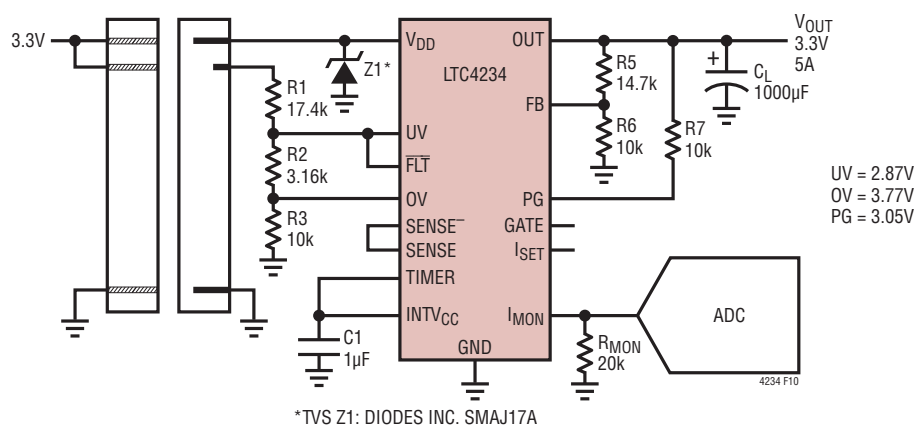 3.3V
VDD
Z1*
R1
17.4k
UV
FLT
R2
3.16k
OV
R3
10k
SENSE–
SENSE
TIMER
INTVCC
C1
1µF
GND
LTC4234
OUT
FB
PG
GATE
ISET
IMON
R5
14.7k
R6
10k
R7
10k
+
CL
1000µF
VOUT
3.3V
5A
UV = 2.87V
OV = 3.77V
PG = 3.05V
RMON
20k
ADC
4234 F10
*TVS Z1: DIODES INC. SMAJ17A